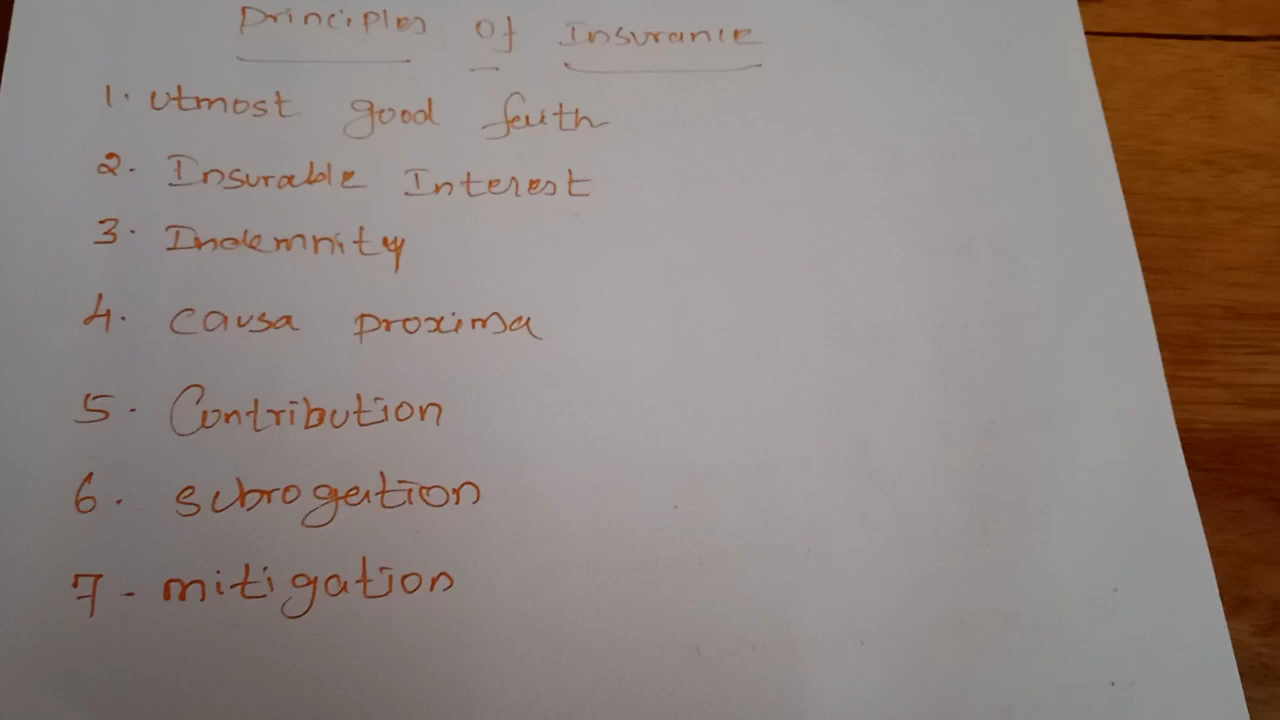 Principles of Insurance
1. Utmost good faith
2. Insurable Interest
3. Indemnity
4. causa proxima
5. Contribution
6. subrogation
7 - mitigation